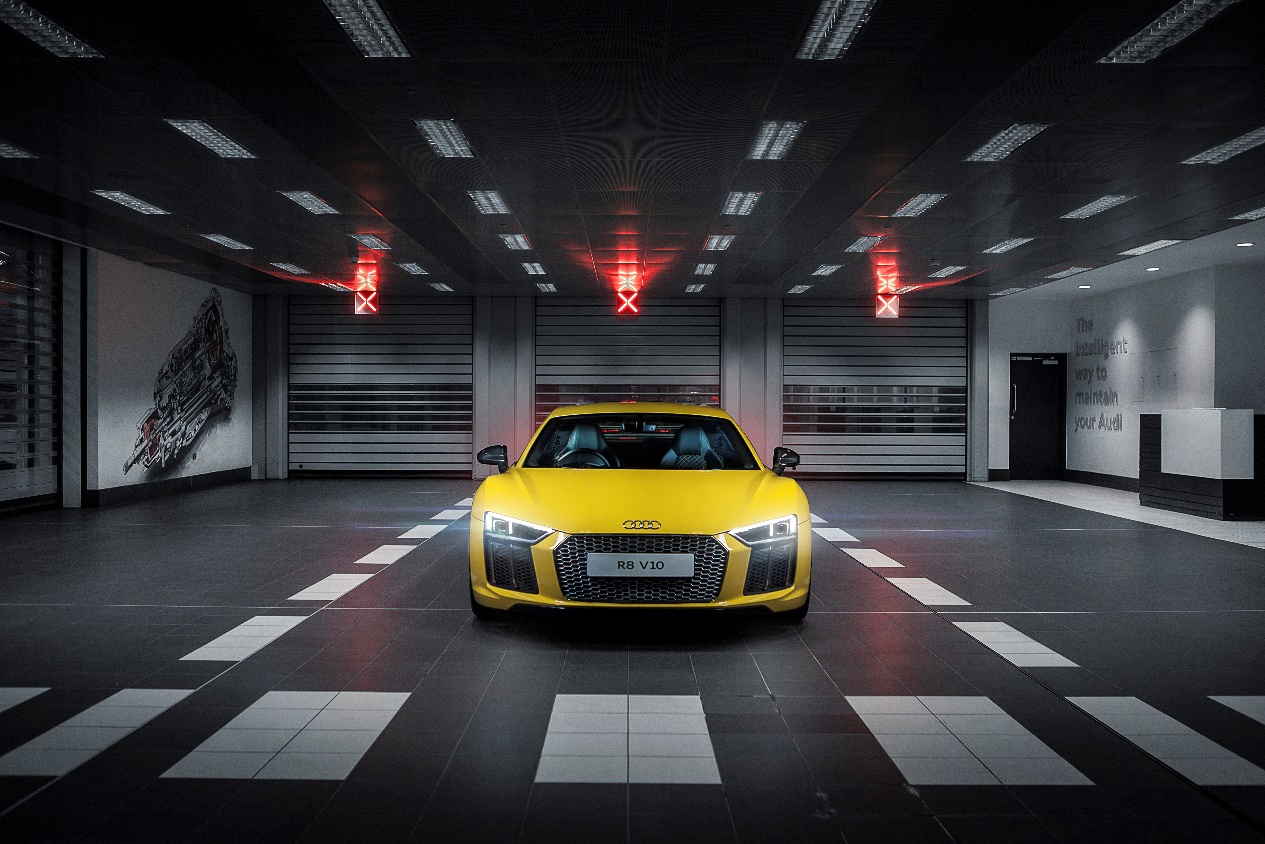 The
intelligent
way to
maintain
your Audi
R8 V10